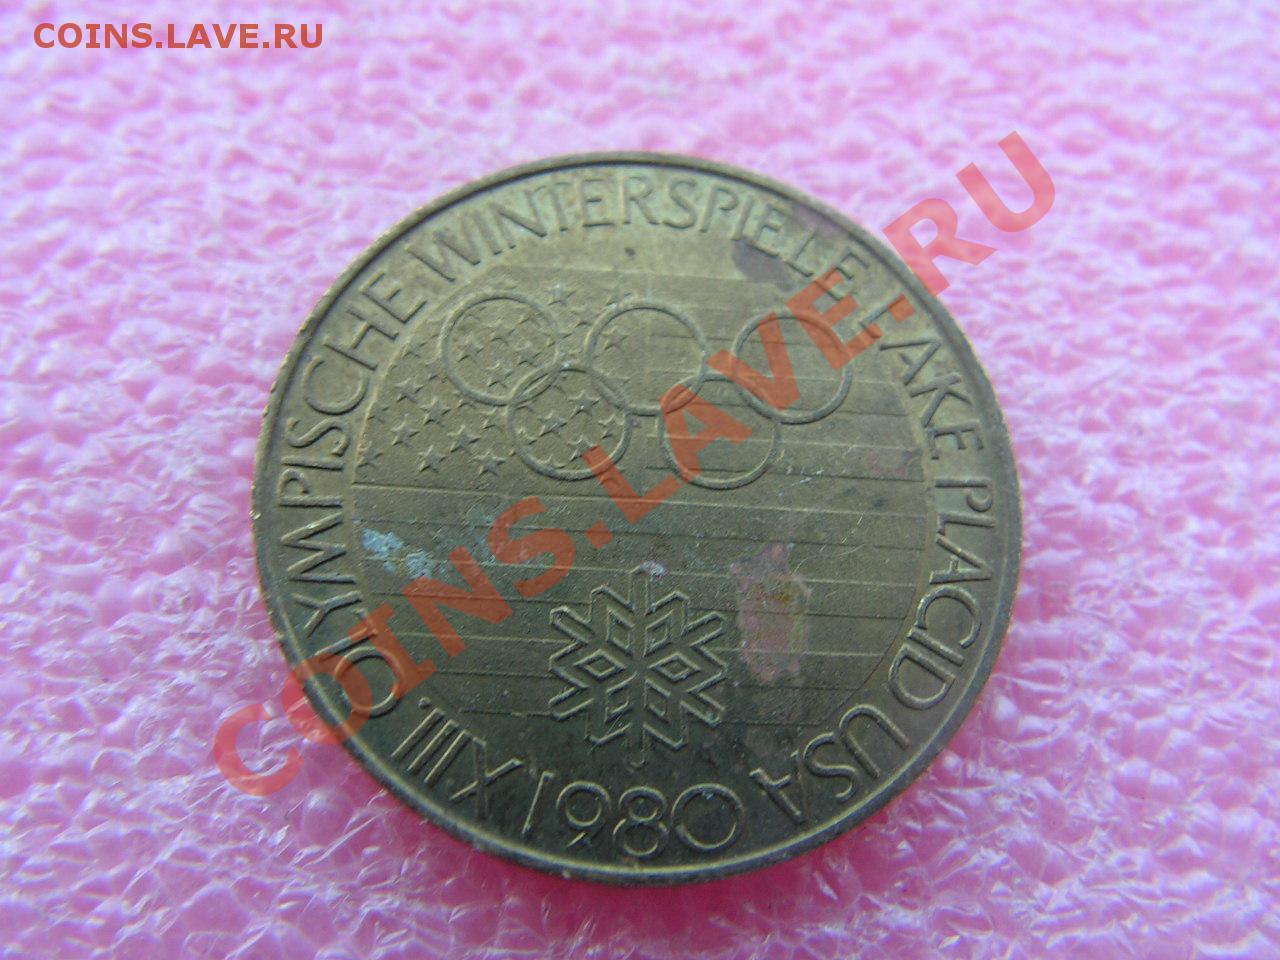 COINS.LAVE.RU
XIII. OLYMPISCHE WINTERSPIELE LAKE PLACID USA 1980
COINS.LAVE.RU